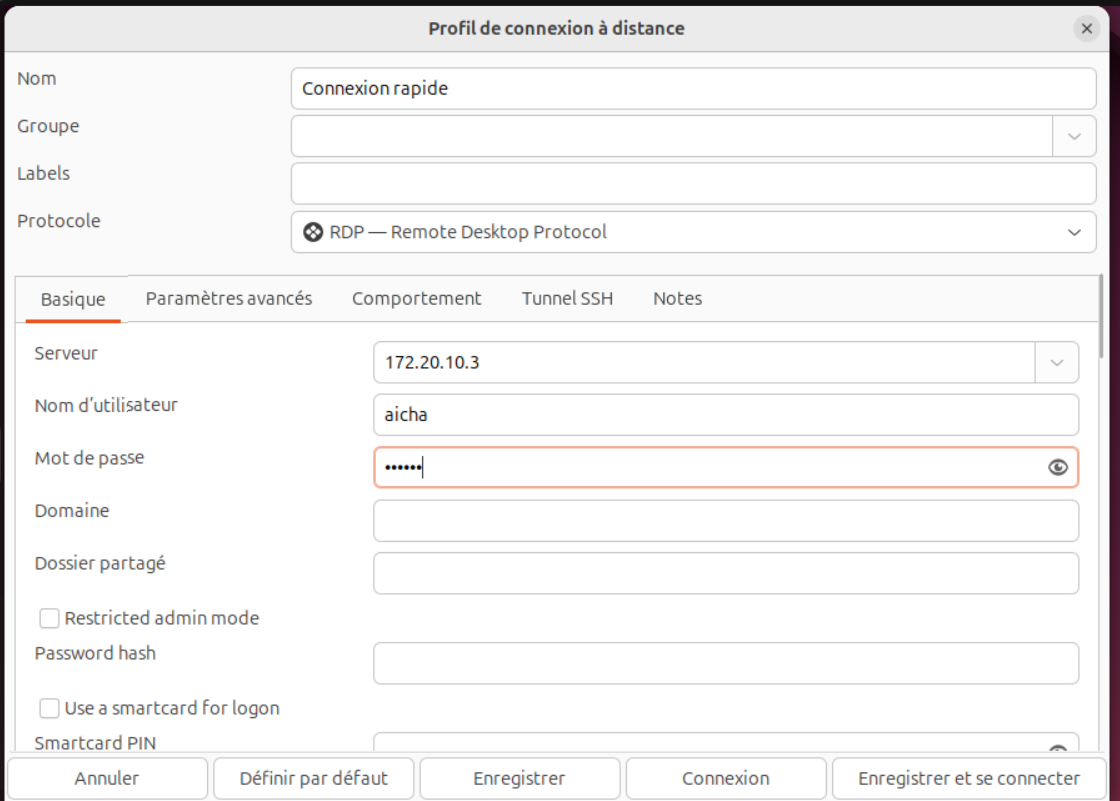 Profil de connexion à distance
Nom
Connexion rapide
Groupe
Labels
Protocole
RDP — Remote Desktop Protocol
Basique Paramètres avancés Comportement Tunnel SSH Notes
Serveur
172.20.10.3
Nom d'utilisateur
aicha
Mot de passe
••••••
Domaine
Dossier partagé
Restricted admin mode
Password hash
Use a smartcard for logon
Smartcard PIN
Annuler Définir par défaut Enregistrer Connexion Enregistrer et se connecter